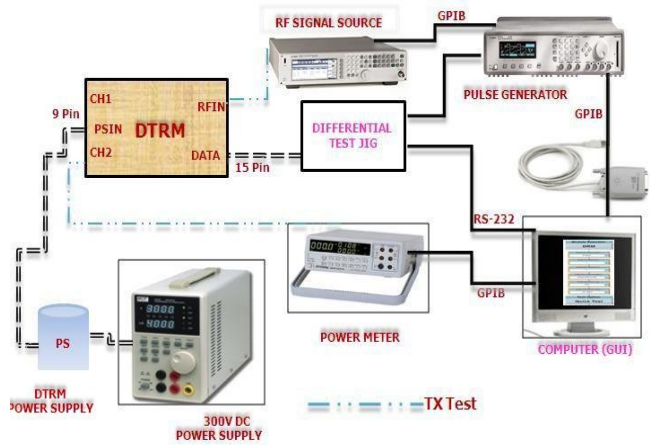 RF SIGNAL SOURCE
GPIB
PULSE GENERATOR
GPIB
CH1
RFIN
9 Pin
PSIN
DTRM
CH2
DATA
15 Pin
DIFFERENTIAL
TEST JIG
RS-232
GPIB
POWER METER
COMPUTER (GUI)
PS
DTRM
POWER SUPPLY
3000
4000
300V DC
POWER SUPPLY
TX Test